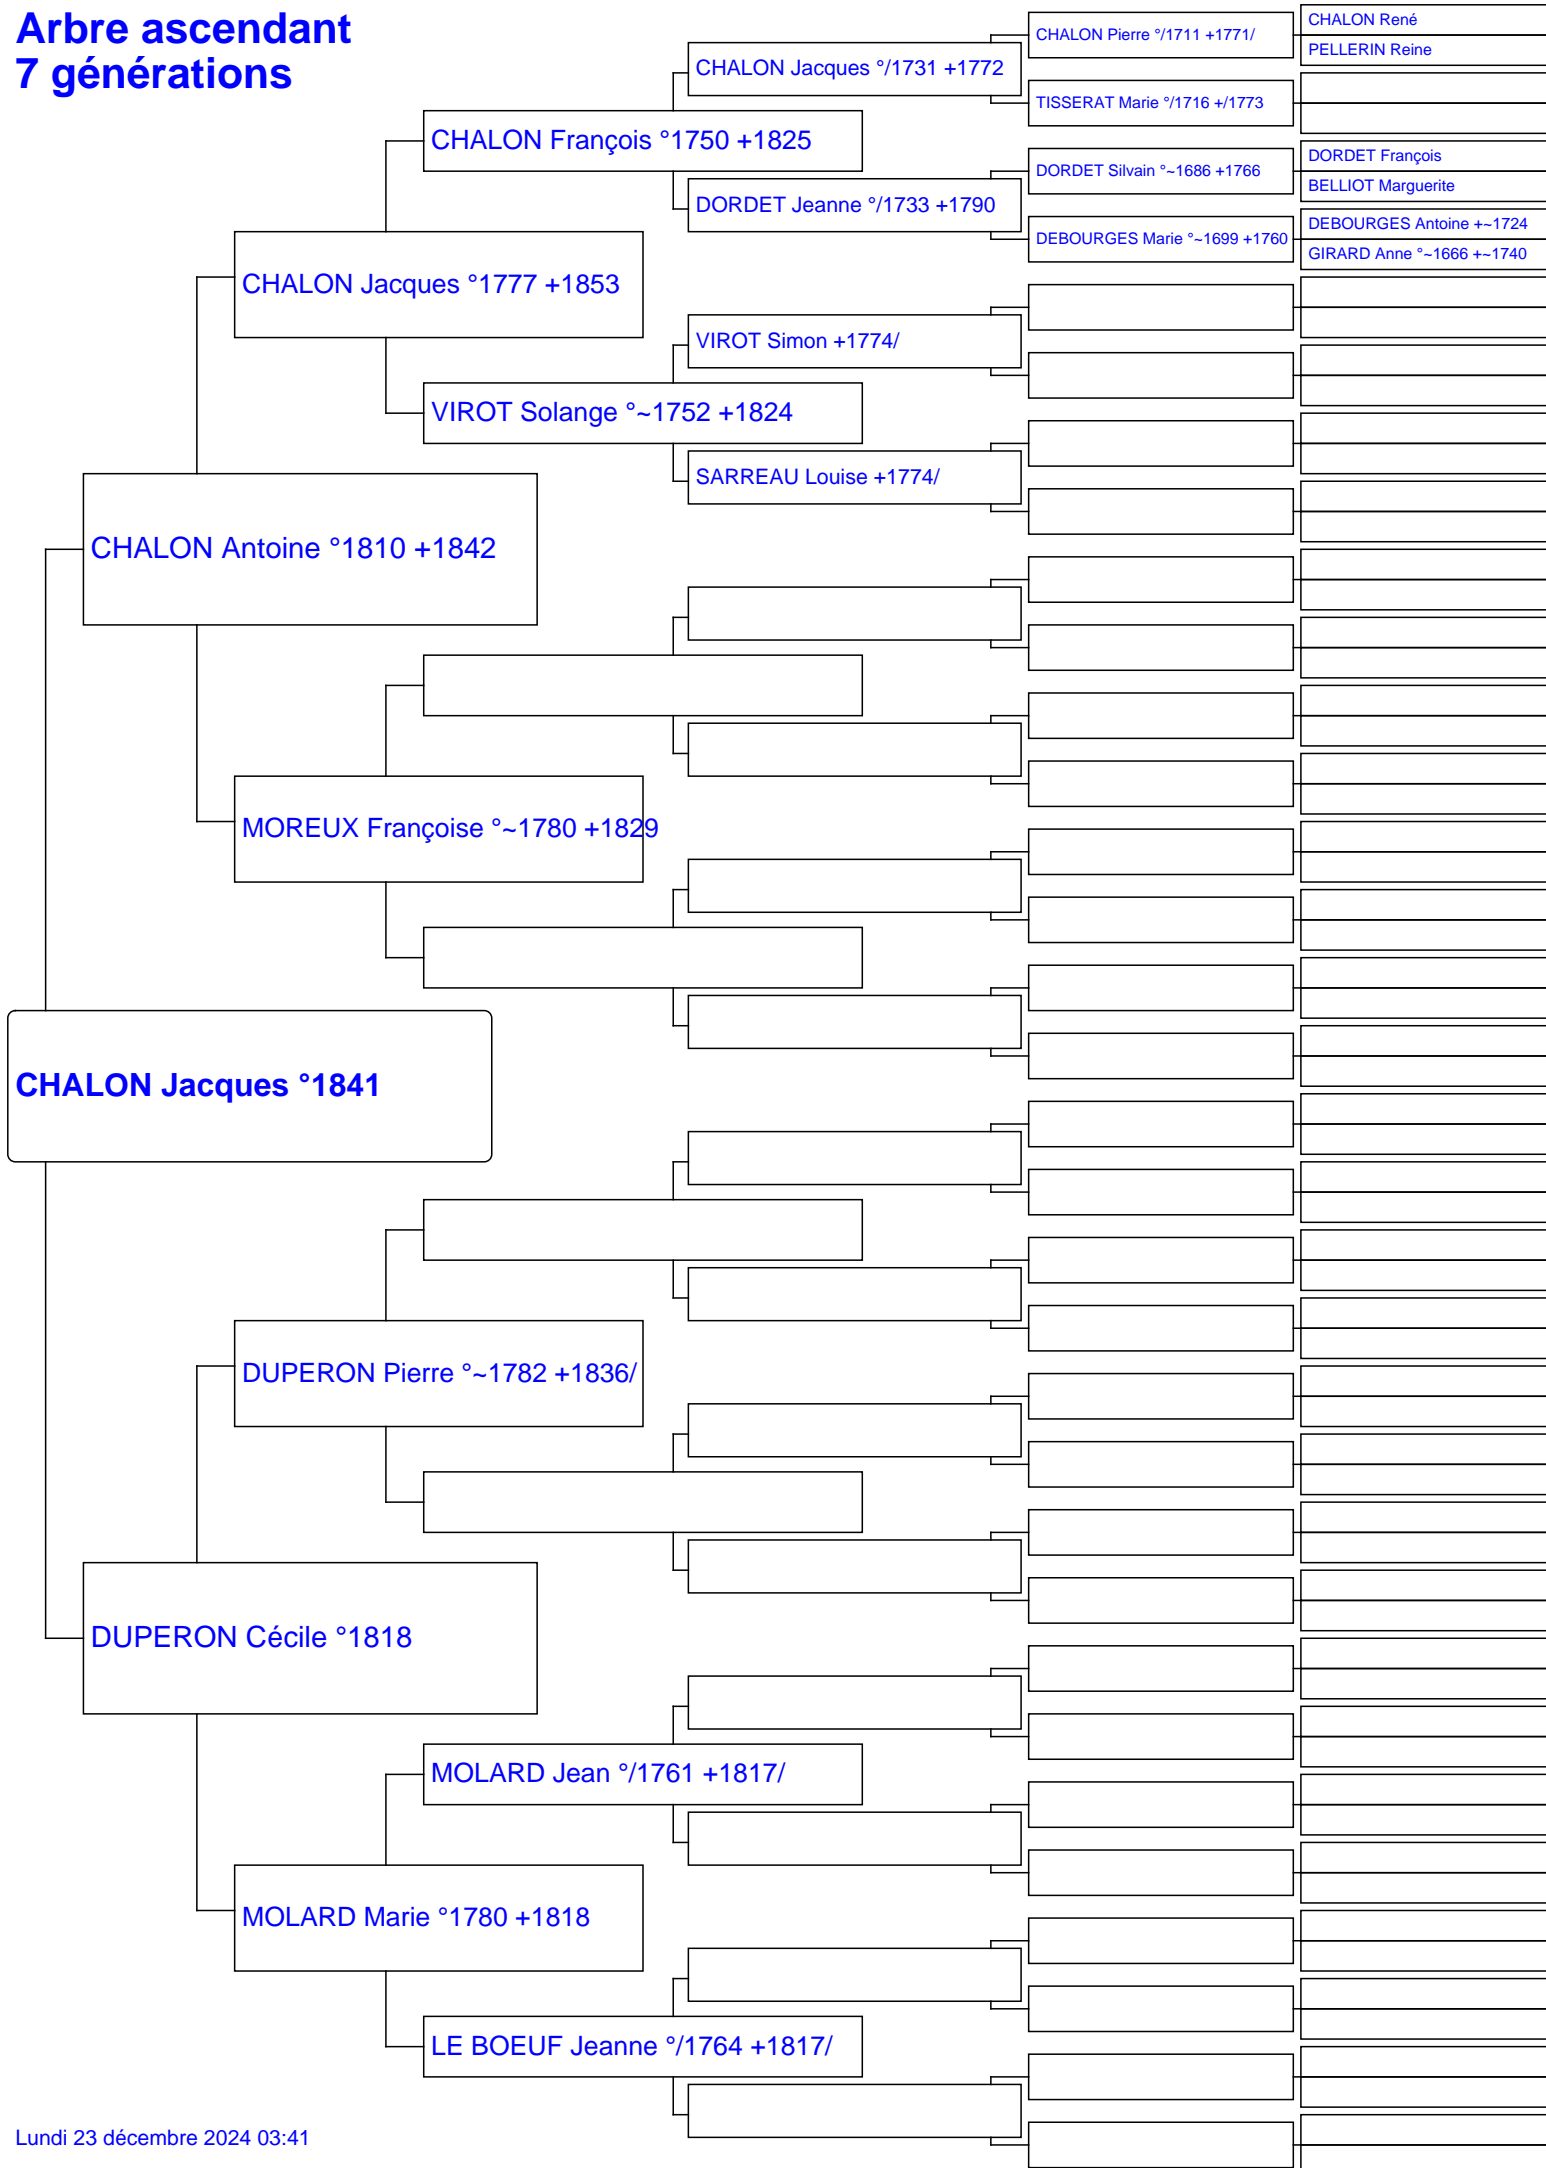 Arbre ascendant
7 générations
CHALON René
CHALON Pierre °/1711 +1771/
PELLERIN Reine
CHALON Jacques °/1731 +1772
TISSERAT Marie °/1716 +/1773
CHALON François °1750 +1825
DORDET François
DORDET Silvain °~1686 +1766
BELLIOT Marguerite
DORDET Jeanne °/1733 +1790
DEBOURGES Antoine +~1724
DEBOURGES Marie °~1699 +1760
GIRARD Anne °~1666 +~1740
CHALON Jacques °1777 +1853
VIROT Simon +1774/
VIROT Solange °~1752 +1824
SARREAU Louise +1774/
CHALON Antoine °1810 +1842
MOREUX Françoise °~1780 +1829
CHALON Jacques °1841
DUPERON Pierre °~1782 +1836/
DUPERON Cécile °1818
MOLARD Jean °/1761 +1817/
MOLARD Marie °1780 +1818
LE BOEUF Jeanne °/1764 +1817/
Lundi 23 décembre 2024 03:41